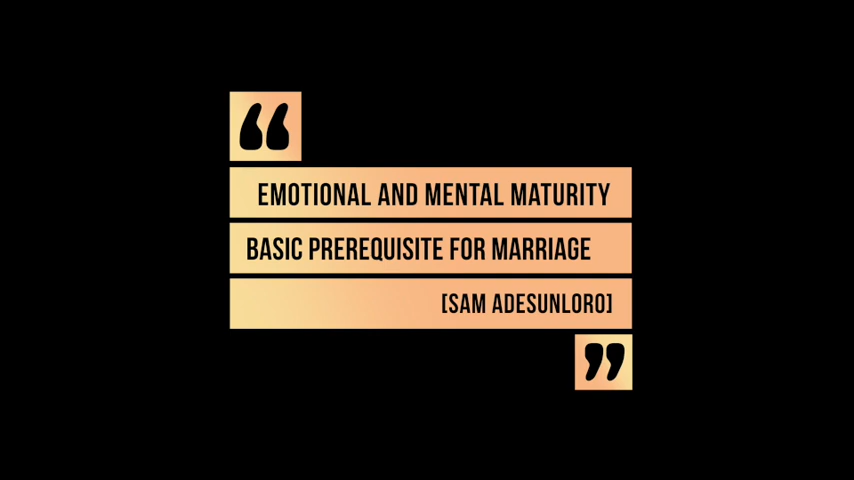 “
EMOTIONAL AND MENTAL MATURITY
BASIC PREREQUISITE FOR MARRIAGE
[SAM ADESUNLORO]
”